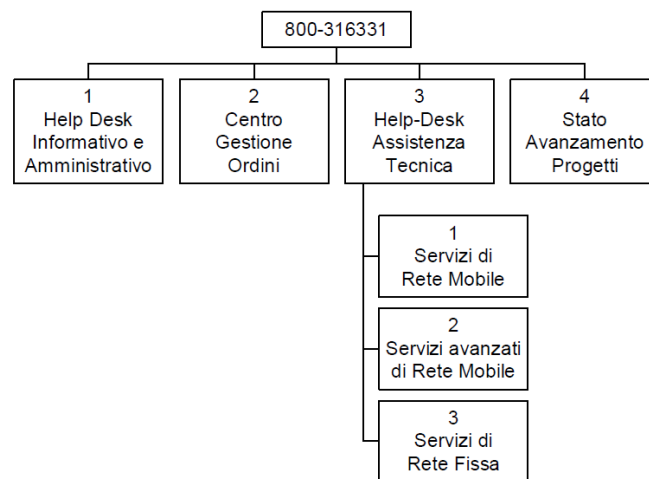 800-316331
1
Help Desk
Informativo e
Amministrativo
2
Centro
Gestione
Ordini
3
Help-Desk
Assistenza
Tecnica
4
Stato
Avanzamento
Progetti
1
Servizi di
Rete Mobile
2
Servizi avanzati
di Rete Mobile
3
Servizi di
Rete Fissa